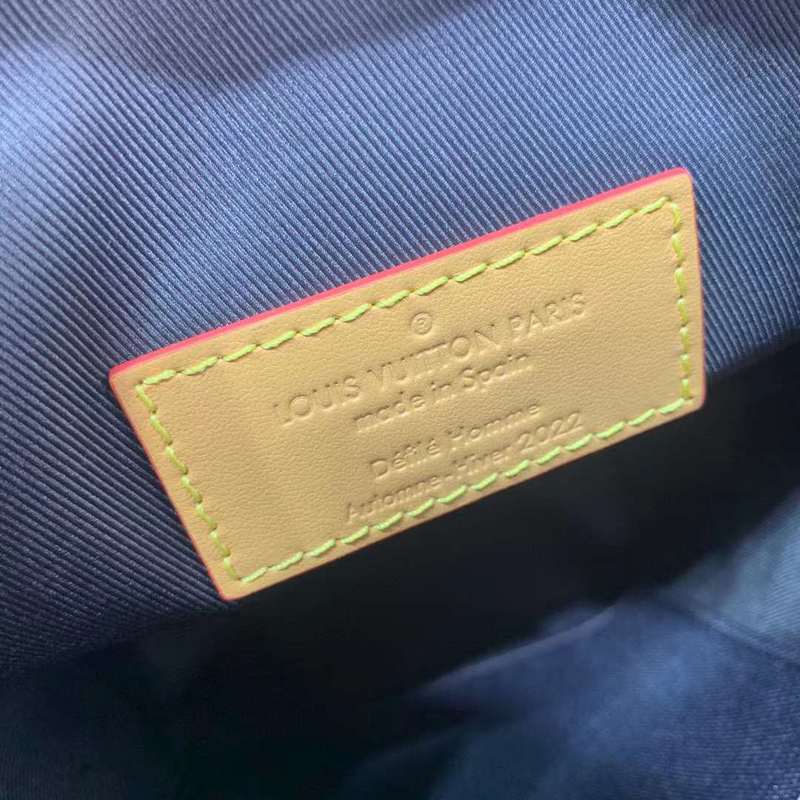 ®
LOUIS VUITTON PARIS
made in Spain
Défilé Homme
Automne-Hiver 2022